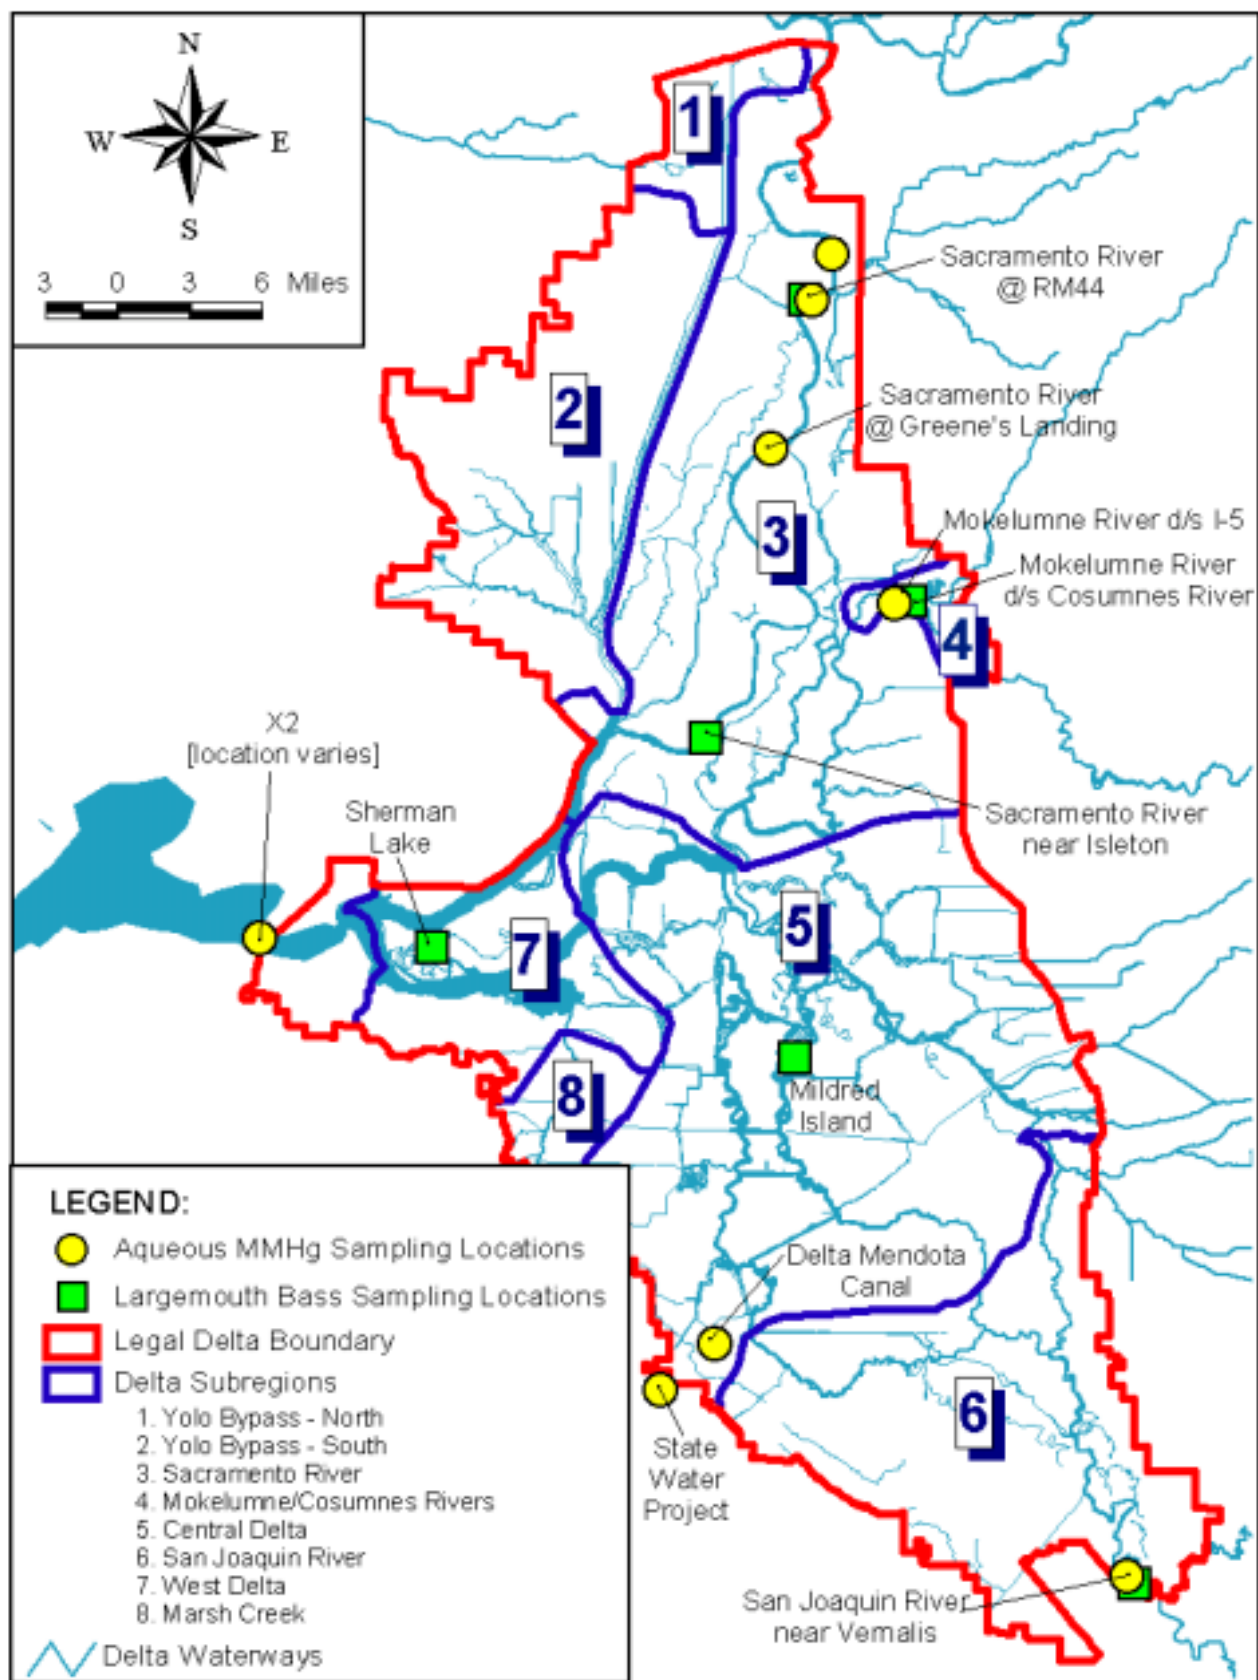 N
W E
S
3 0 3 6 Miles
1
Sacramento River
@ RM44
2
Sacramento River
@ Greene's Landing
3
Mokelumne River d/s I-5
Mokelumne River
d/s Cosumnes River
4
X2
[location varies]
Sherman
Lake
Sacramento River
near Isleton
5
7
8
Mildred
Island
Delta Mendota
Canal
6
State
Water
Project
San Joaquin River
near Vernalis
LEGEND:
Aqueous MMHg Sampling Locations
Largemouth Bass Sampling Locations
Legal Delta Boundary
Delta Subregions
1. Yolo Bypass - North
2. Yolo Bypass - South
3. Sacramento River
4. Mokelumne/Cosumnes Rivers
5. Central Delta
6. San Joaquin River
7. West Delta
8. Marsh Creek
Delta Waterways